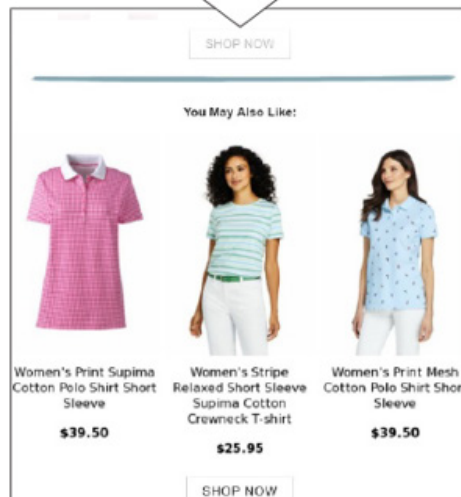 SHOP NOW
You May Also Like:
Women's Print Supima
Cotton Polo Shirt Short
Sleeve
$39.50
Women's Stripe
Relaxed Short Sleeve
Supima Cotton
Crewneck T-shirt
$25.95
Women's Print Mesh
Cotton Polo Shirt Shor
Sleeve
$39.50
SHOP NOW